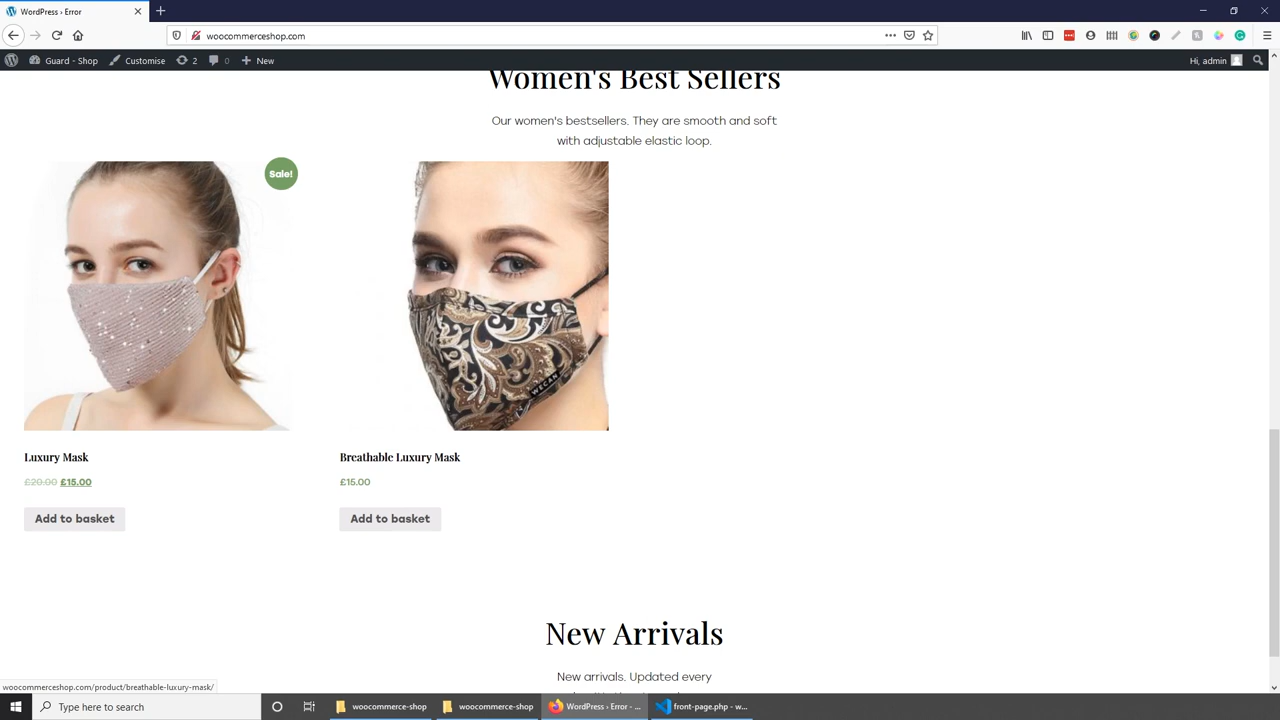 WordPress › Error
woocommerceshop.com
Guard - Shop
Customise
2
0
New
Hi, admin
Women's Best Sellers
Our women's bestsellers. They are smooth and soft
with adjustable elastic loop.
Sale!
WECAN
Luxury Mask
£20.00 £15.00
Add to basket
Breathable Luxury Mask
£15.00
Add to basket
New Arrivals
New arrivals. Updated every
woocommerceshop.com/product/breathable-luxury-mask/
Type here to search
woocommerce-shop
woocommerce-shop
WordPress › Error - ...
front-page.php - w...